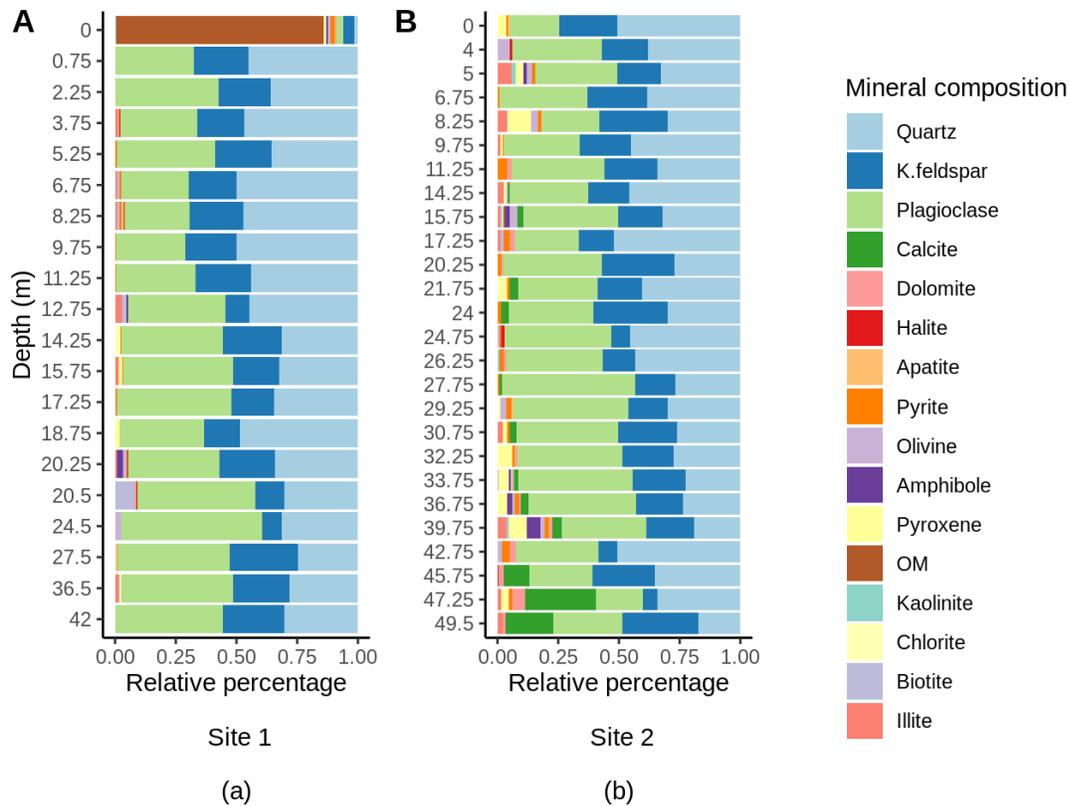 A
B
0
0.75
2.25
3.75
5.25
6.75
8.25
9.75
11.25
12.75
14.25
15.75
17.25
18.75
20.25
20.5
24.5
27.5
36.5
42
Depth (m)
0.00 0.25 0.50 0.75 1.00
Relative percentage
Site 1
(a)
0
4
5
6.75
8.25
9.75
11.25
14.25
15.75
17.25
20.25
21.75
24
24.75
26.25
27.75
29.25
30.75
32.25
33.75
36.75
39.75
42.75
45.75
47.25
49.5
0.00 0.25 0.50 0.75 1.00
Relative percentage
Site 2
(b)
Mineral composition
Quartz
K.feldspar
Plagioclase
Calcite
Dolomite
Halite
Apatite
Pyrite
Olivine
Amphibole
Pyroxene
OM
Kaolinite
Chlorite
Biotite
Illite